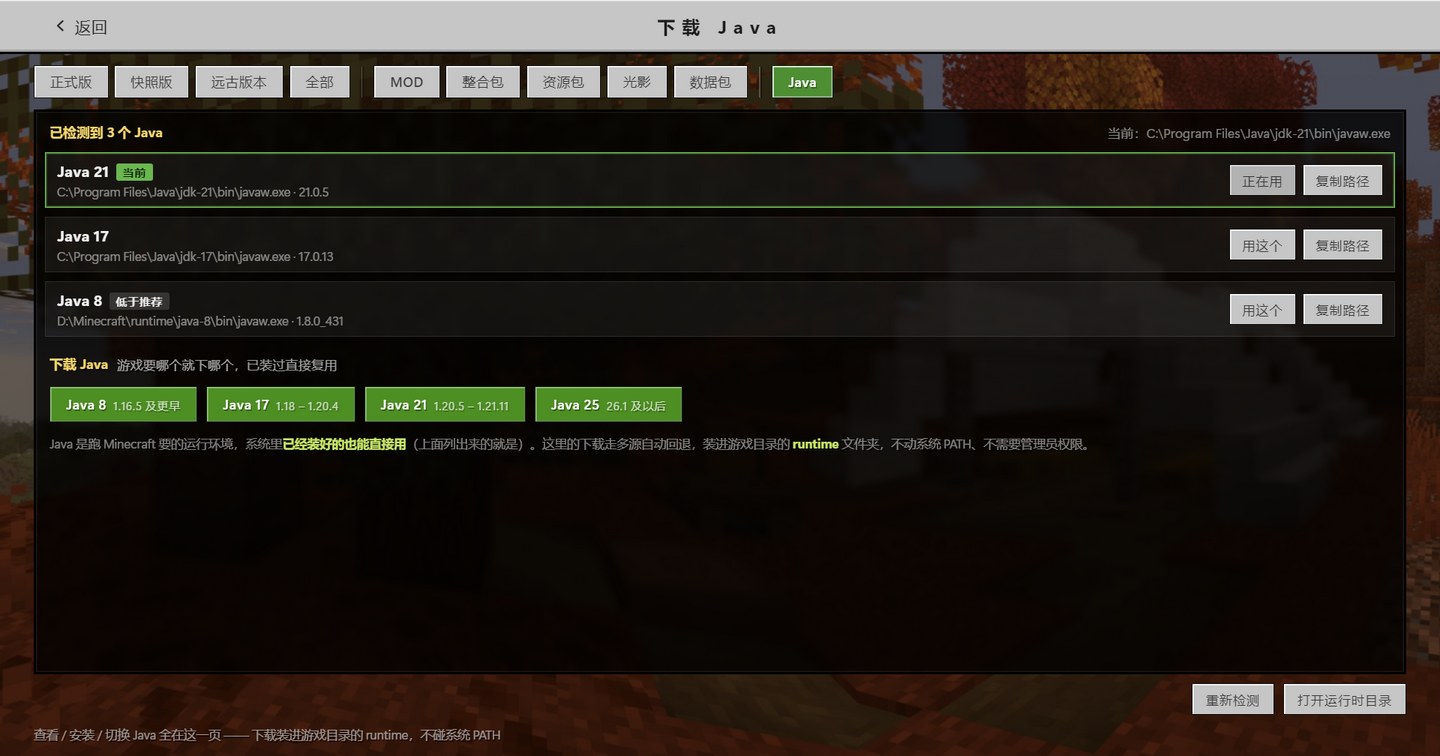 返回
下载 Java
正式版 快照版 远古版本 全部 MOD 整合包 资源包 光影 数据包 Java
已检测到 3 个 Java
当前：C:\Program Files\Java\jdk-21\bin\javaw.exe
Java 21 当前
C:\Program Files\Java\jdk-21\bin\javaw.exe · 21.0.5
正在用 复制路径
Java 17
C:\Program Files\Java\jdk-17\bin\javaw.exe · 17.0.13
用这个 复制路径
Java 8 低于推荐
D:\Minecraft\runtime\java-8\bin\javaw.exe · 1.8.0_431
用这个 复制路径
下载 Java 游戏要哪个就下哪个，已装过直接复用
Java 8 1.16.5 及更早 Java 17 1.18 – 1.20.4 Java 21 1.20.5 – 1.21.11 Java 25 26.1 及以后
Java 是跑 Minecraft 要的运行环境，系统里已经装好的也能直接用（上面列出来的就是）。这里的下载走多源自动回退，装进游戏目录的 runtime 文件夹，不动系统 PATH、不需要管理员权限。
重新检测 打开运行时目录
查看 / 安装 / 切换 Java 全在这一页 —— 下载装进游戏目录的 runtime，不碰系统 PATH